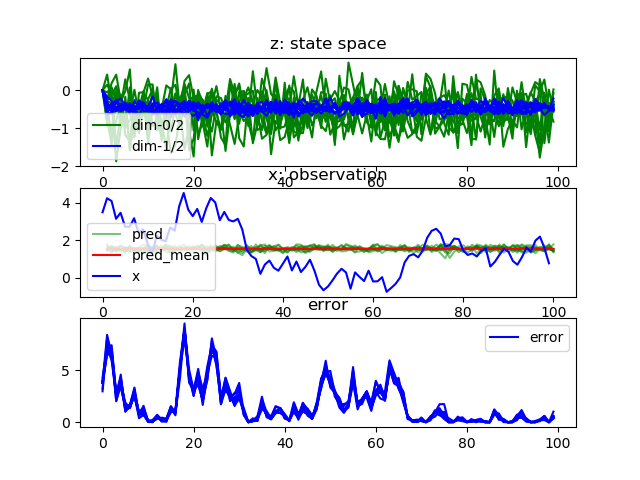 z: state space
0
−1
−2
dim-0/2
dim-1/2
0 20 40 60 80 100
x: observation
4
2
0
pred
pred_mean
x
0 20 40 60 80 100
error
5
0
error
0 20 40 60 80 100